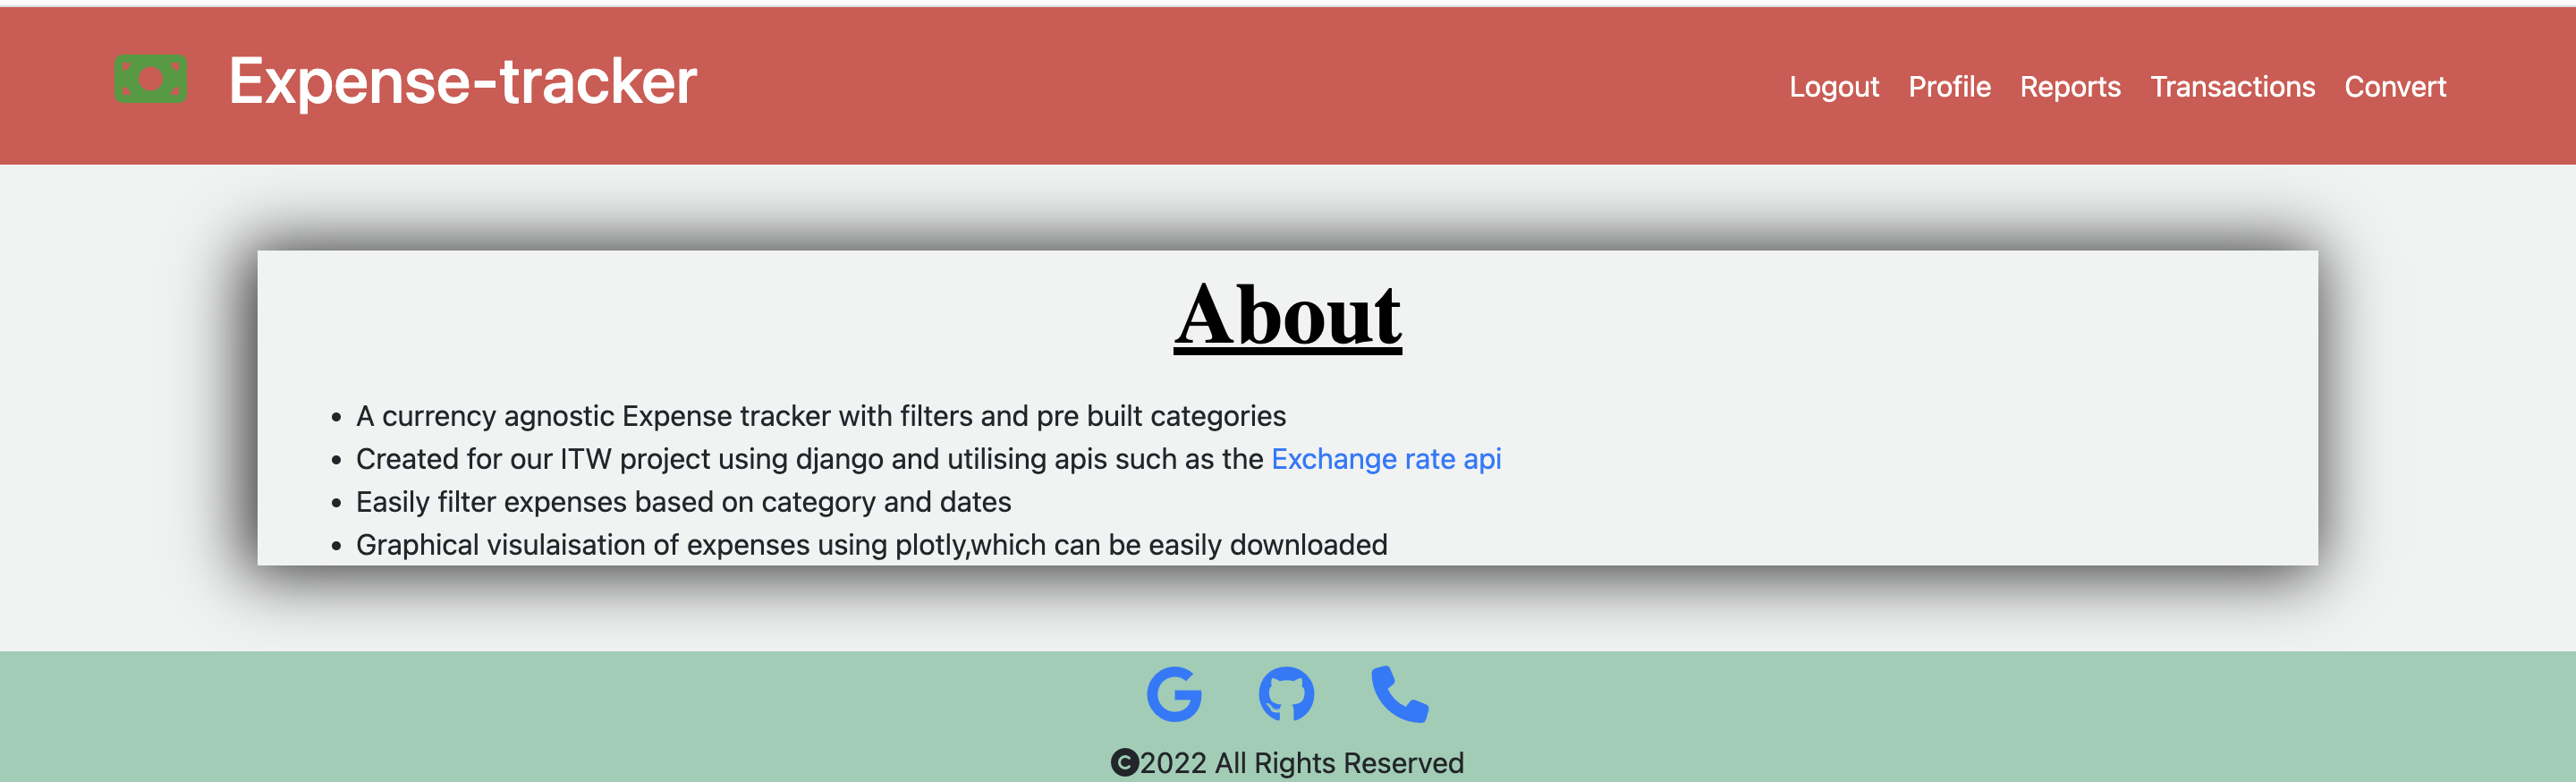 Expense-tracker
Logout Profile Reports Transactions Convert
About
• A currency agnostic Expense tracker with filters and pre built categories
• Created for our ITW project using django and utilising apis such as the Exchange rate api
• Easily filter expenses based on category and dates
• Graphical visulaisation of expenses using plotly,which can be easily downloaded
©2022 All Rights Reserved